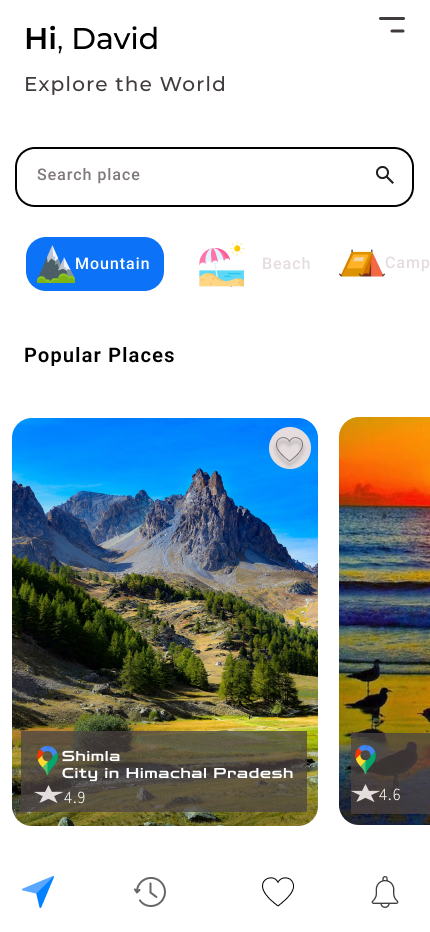 Hi, David
Explore the World
Search place
Mountain
Beach
Camp
Popular Places
Shimla
City in Himachal Pradesh
4.9
4.6